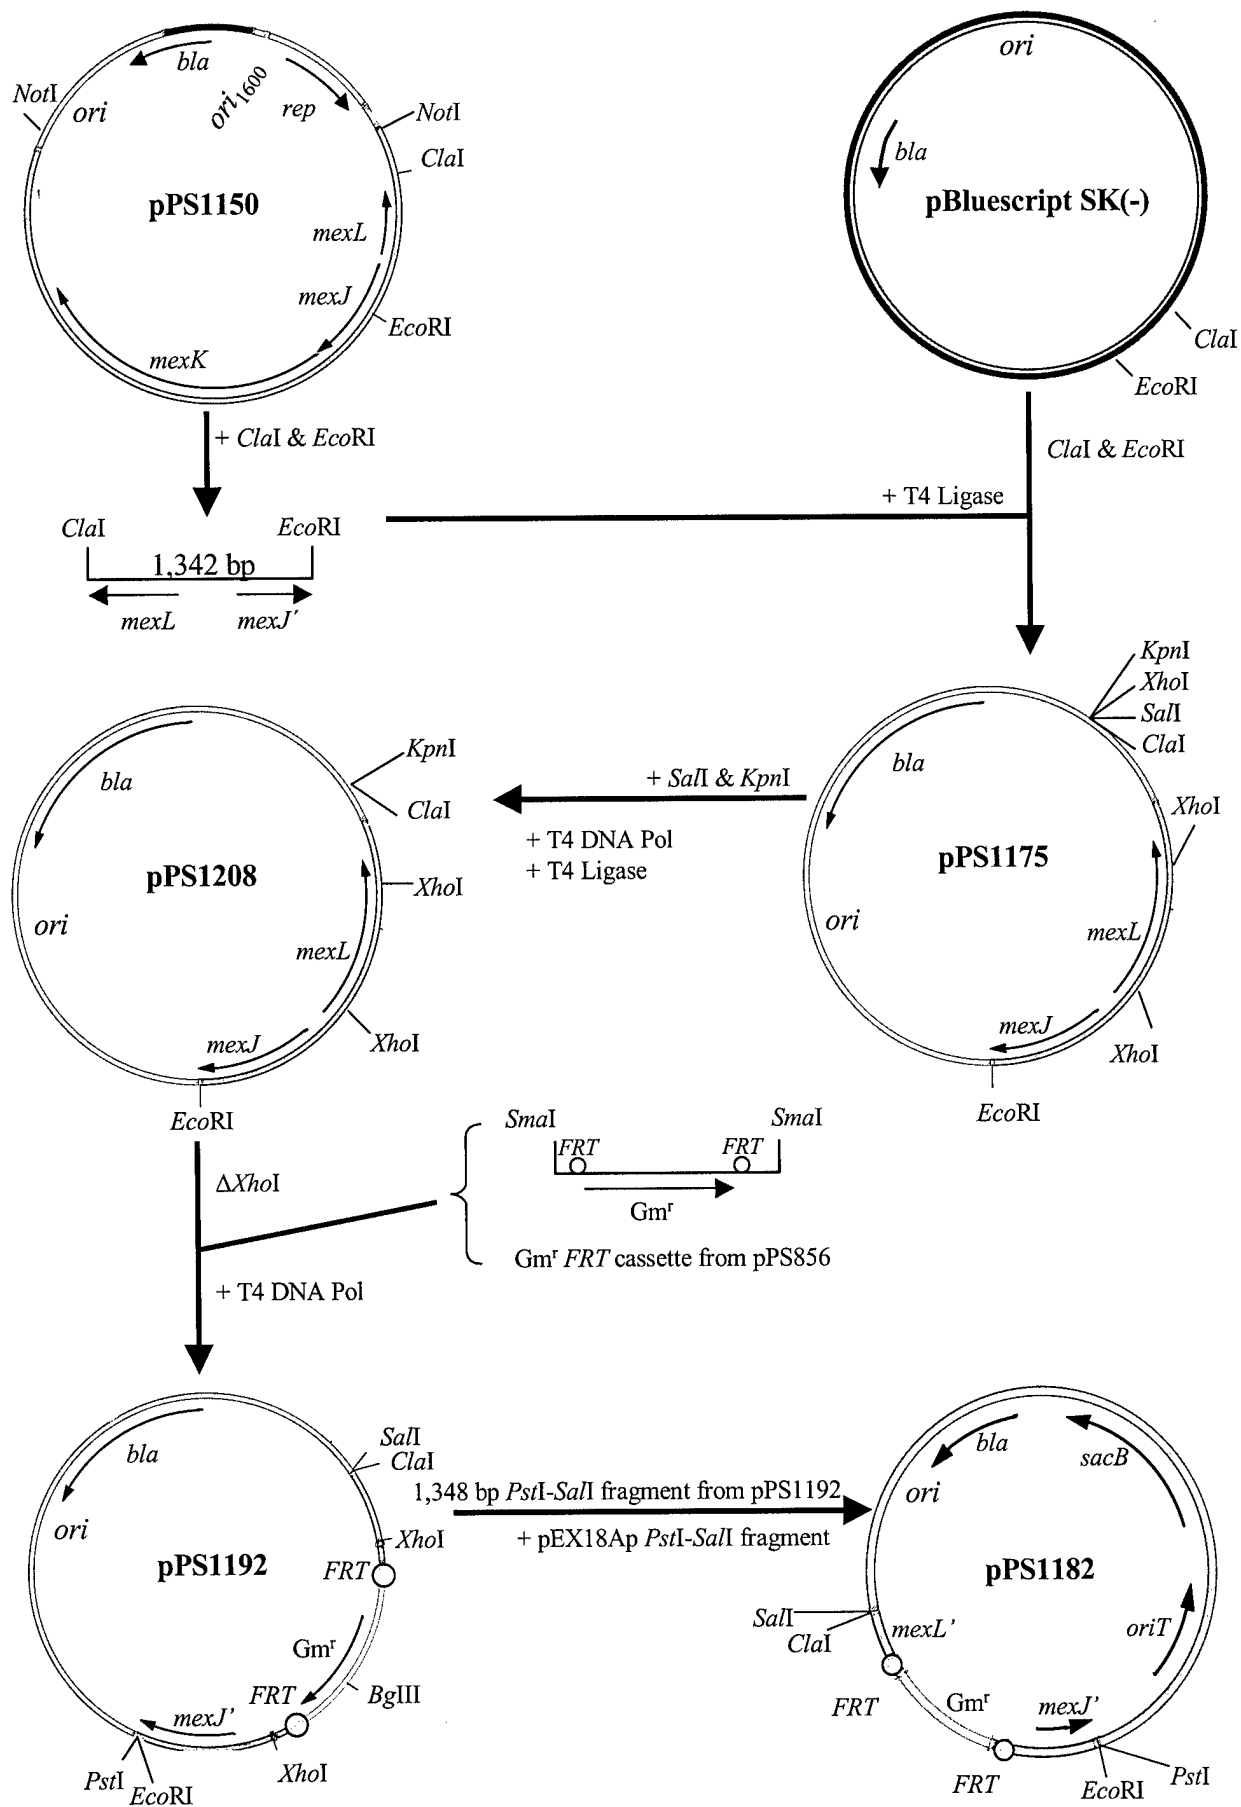 bla
ori1600
rep
NotI
ori
NotI
ClaI
pPS1150
mexL
mexJ
EcoRI
mexK
ori
bla
pBluescript SK(-)
ClaI
EcoRI
+ ClaI & EcoRI
ClaI & EcoRI
+ T4 Ligase
ClaI
EcoRI
1,342 bp
mexL
mexJ'
KpnI
XhoI
SalI
ClaI
bla
XhoI
pPS1175
ori
mexL
mexJ
XhoI
EcoRI
+ SalI & KpnI
+ T4 DNA Pol
+ T4 Ligase
KpnI
bla
ClaI
pPS1208
XhoI
ori
mexL
mexJ
XhoI
EcoRI
SmaI
SmaI
FRT
FRT
Gmr
Gmr FRT cassette from pPS856
ΔXhoI
+ T4 DNA Pol
SalI
bla
ClaI
ori
XhoI
pPS1192
FRT
Gmr
FRT
BglII
mexJ'
PstI
EcoRI
XhoI
1,348 bp PstI-SalI fragment from pPS1192
+ pEX18Ap PstI-SalI fragment
bla
sacB
ori
pPS1182
SalI
ClaI
mexL'
oriT
FRT
Gmr
mexJ'
FRT
EcoRI
PstI